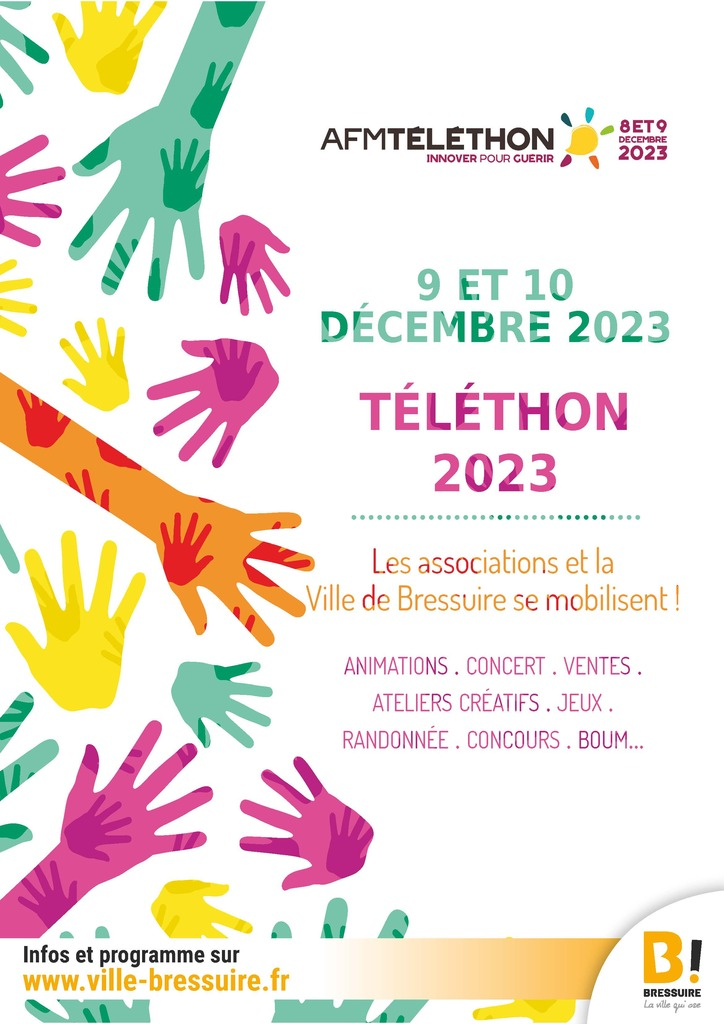 AFMTÉLÉTHON
INNOVER POUR GUÉRIR
8 ET 9
DÉCEMBRE
2023
9 ET 10
DÉCEMBRE 2023
TÉLÉTHON
2023
Les associations et la
Ville de Bressuire se mobilisent !
ANIMATIONS . CONCERT . VENTES .
ATELIERS CRÉATIFS . JEUX .
RANDONNÉE . CONCOURS . BOUM...
Infos et programme sur
www.ville-bressuire.fr
B!
BRESSUIRE
La ville qu'ose